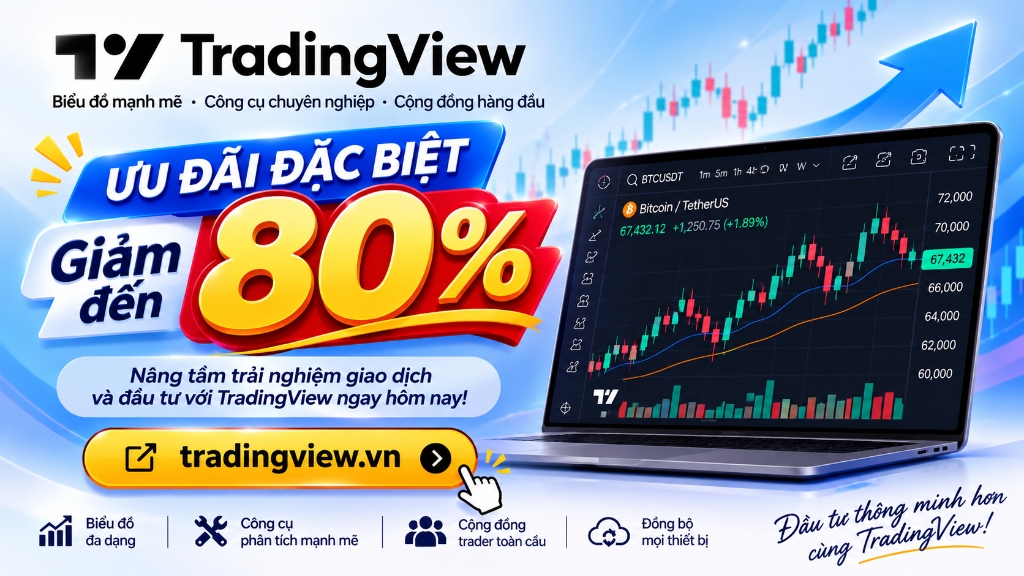 TradingView
Biểu đồ mạnh mẽ • Công cụ chuyên nghiệp • Cộng đồng hàng đầu
ƯU ĐÃI ĐẶC BIỆT
Giảm
đến
80%
Nâng tầm trải nghiệm giao dịch
và đầu tư với TradingView ngay hôm nay!
tradingview.vn
BTCUSDT 1m 5m 1h W
Bitcoin / TetherUS
67,432.12 +1,250.75 (+1.89%)
72,000
70,000
67,432
66,000
64,000
62,000
60,000
Biểu đồ
đa dạng
Công cụ
phân tích mạnh mẽ
Cộng đồng
trader toàn cầu
Đồng bộ
mọi thiết bị
Đầu tư thông minh hơn
cùng TradingView!